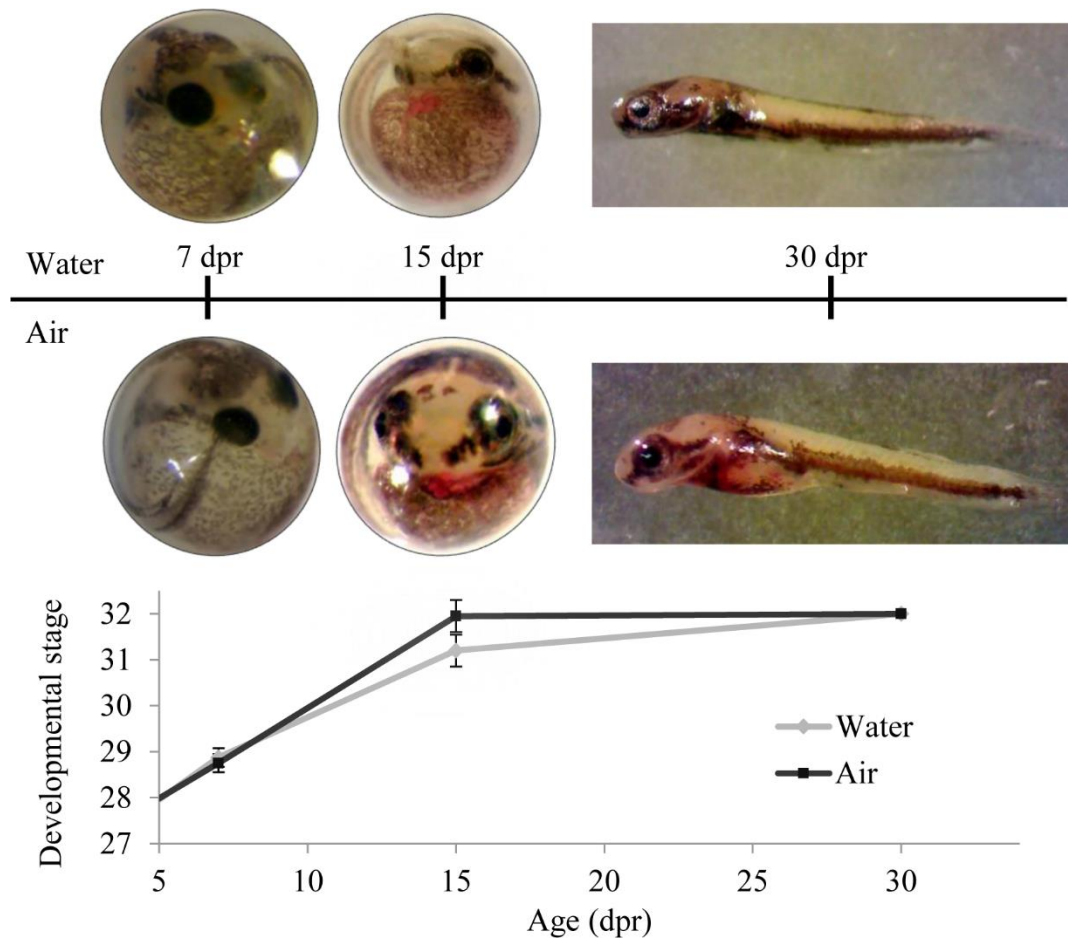 Water 7 dpr 15 dpr 30 dpr
Air
Developmental stage
32
31
30
29
28
27
Water
Air
5 10 15 20 25 30
Age (dpr)